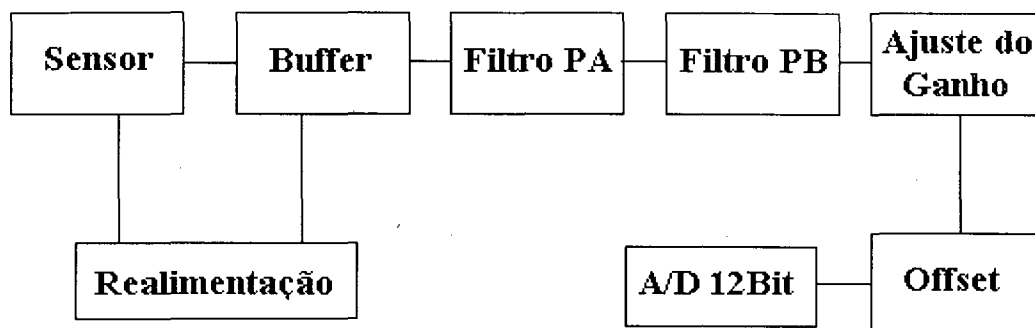 Sensor
Buffer
Filtro PA
Filtro PB
Ajuste do
Ganho
Realimentação
A/D 12Bit
Offset